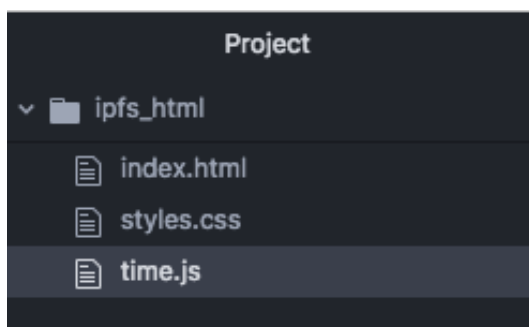 Project
ipfs_html
index.html
styles.css
time.js